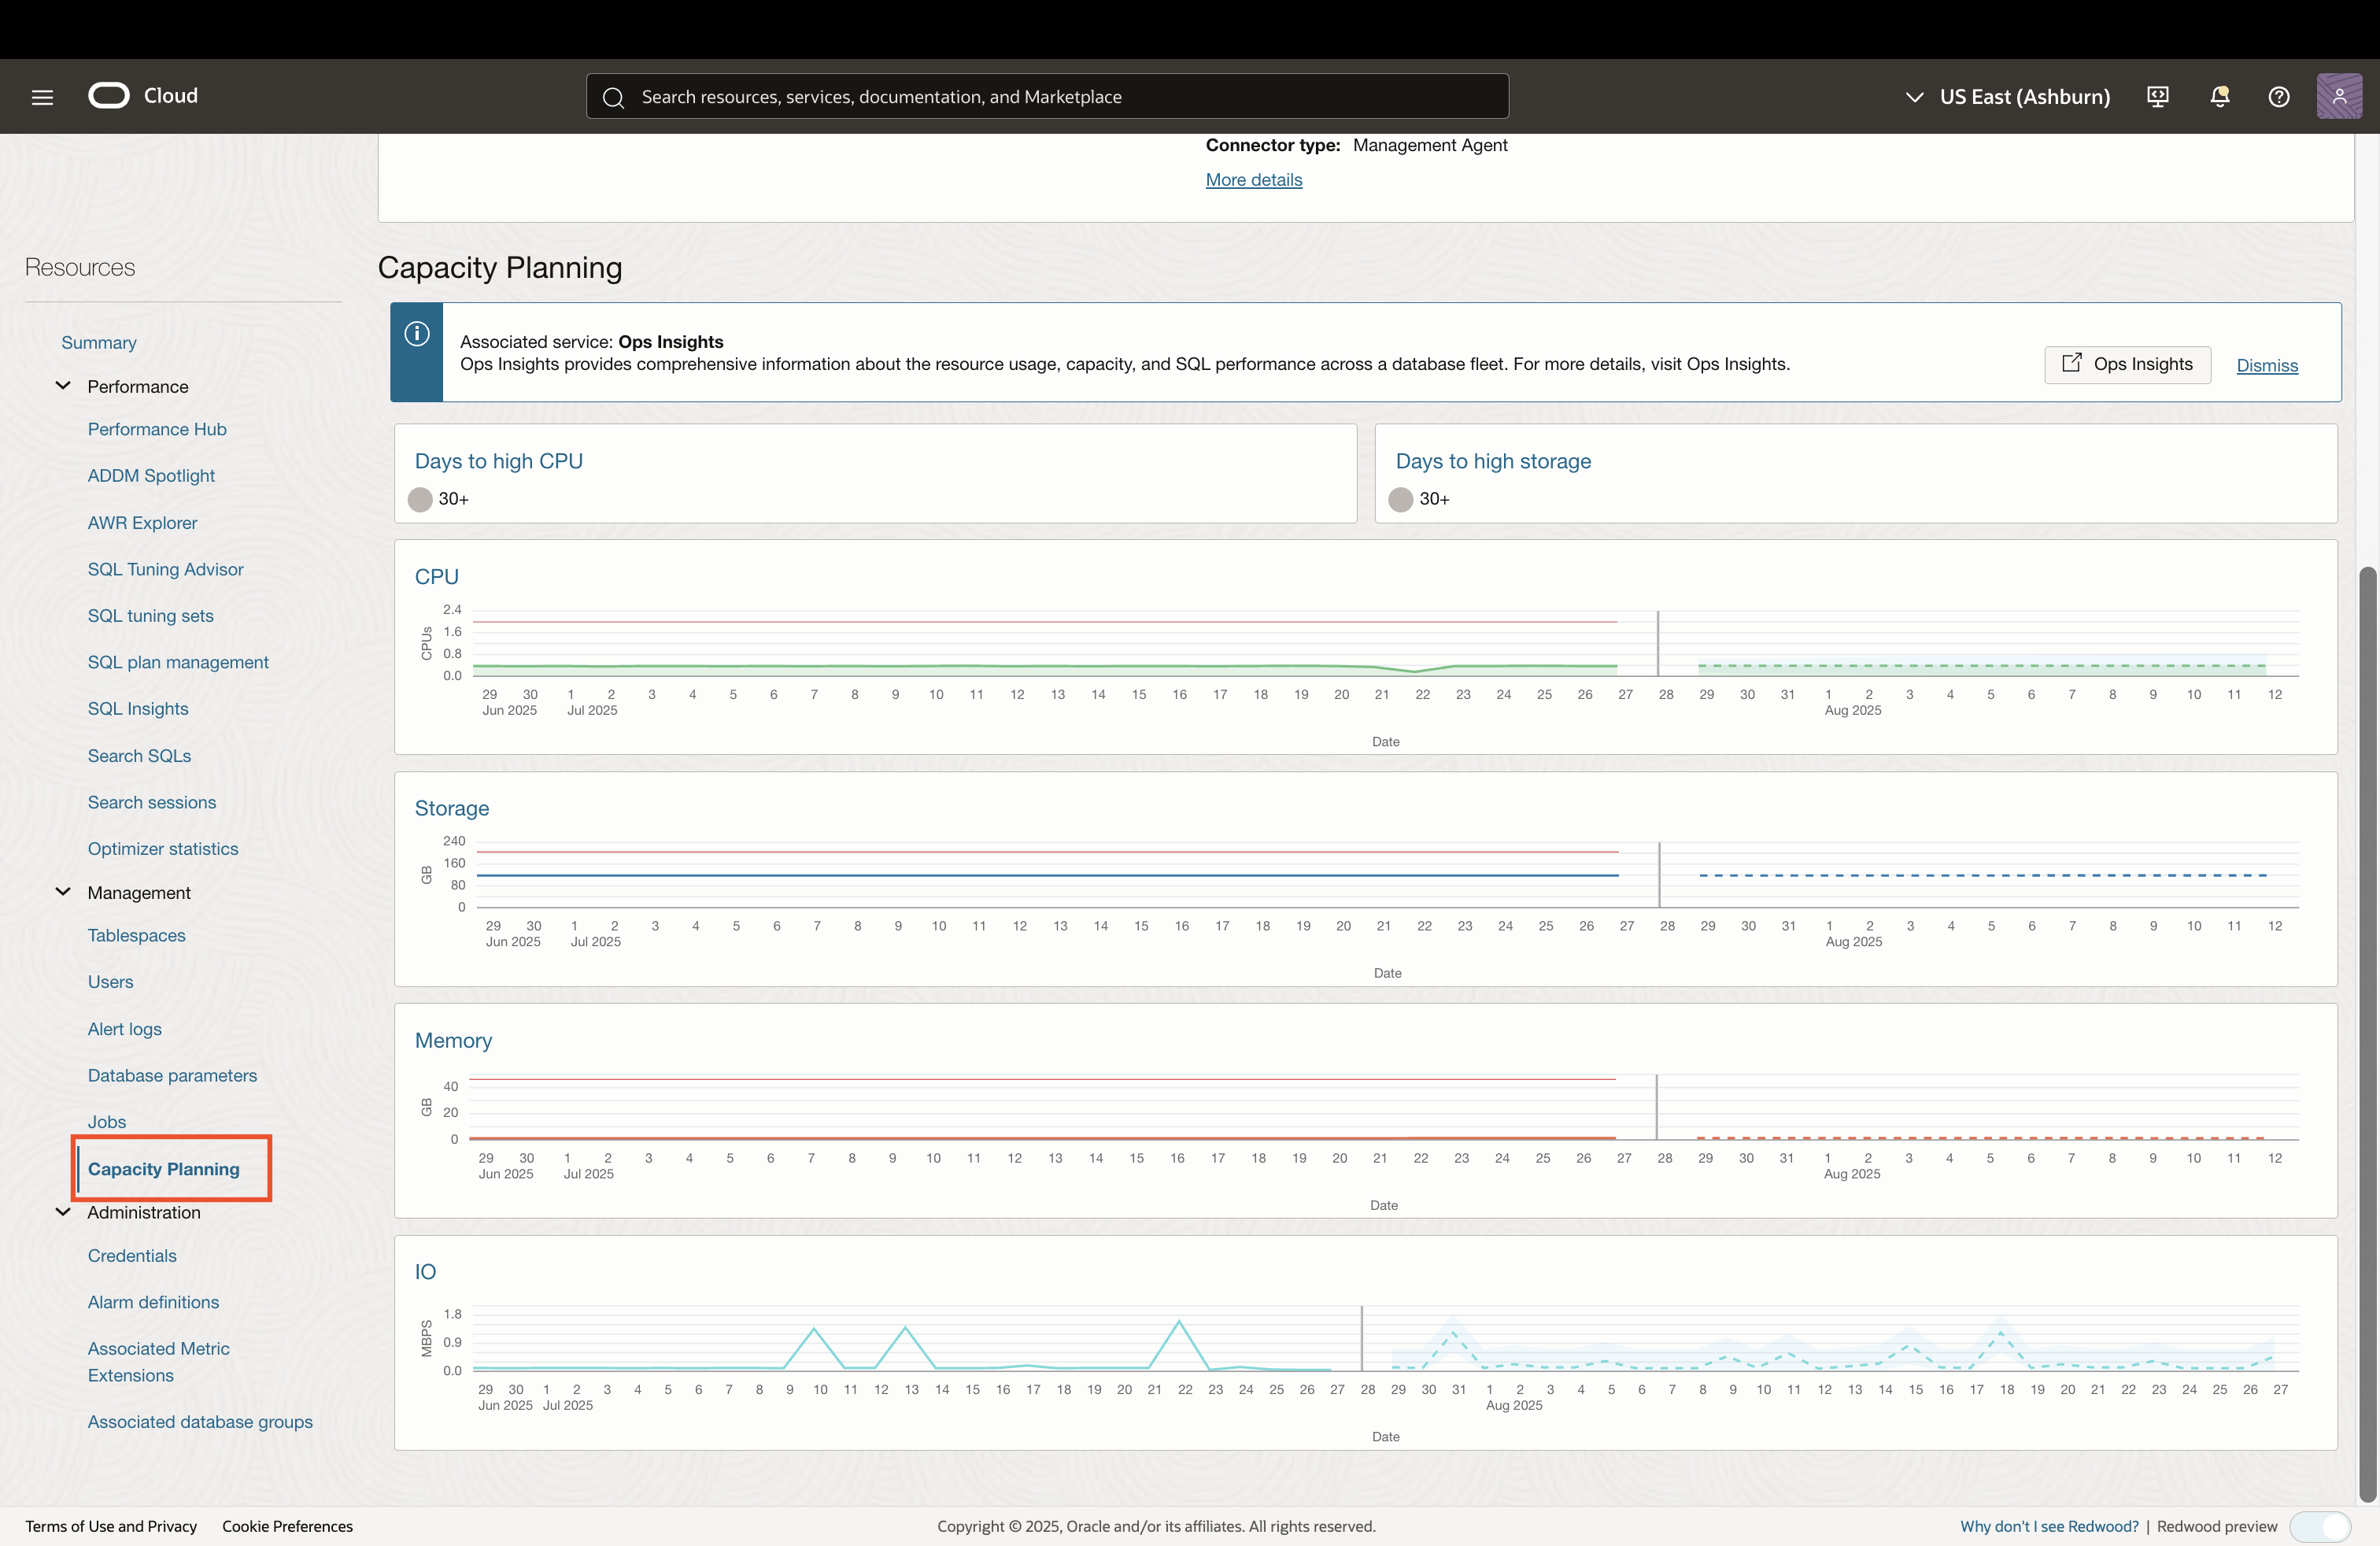 Cloud
Search resources, services, documentation, and Marketplace
US East (Ashburn)
Connector type: Management Agent
More details
Resources
Summary
Performance
Performance Hub
ADDM Spotlight
AWR Explorer
SQL Tuning Advisor
SQL tuning sets
SQL plan management
SQL Insights
Search SQLs
Search sessions
Optimizer statistics
Management
Tablespaces
Users
Alert logs
Database parameters
Jobs
Capacity Planning
Administration
Credentials
Alarm definitions
Associated Metric
Extensions
Associated database groups
Capacity Planning
Associated service: Ops Insights
Ops Insights provides comprehensive information about the resource usage, capacity, and SQL performance across a database fleet. For more details, visit Ops Insights.
Ops Insights
Dismiss
Days to high CPU
30+
Days to high storage
30+
CPU
CPUs
2.4
1.6
0.8
0.0
29 30 1 2 3 4 5 6 7 8 9 10 11 12 13 14 15 16 17 18 19 20 21 22 23 24 25 26 27 28 29 30 31 1 2 3 4 5 6 7 8 9 10 11 12
Jun 2025 Jul 2025 Aug 2025
Date
Storage
GB
240
160
80
0
29 30 1 2 3 4 5 6 7 8 9 10 11 12 13 14 15 16 17 18 19 20 21 22 23 24 25 26 27 28 29 30 31 1 2 3 4 5 6 7 8 9 10 11 12
Jun 2025 Jul 2025 Aug 2025
Date
Memory
GB
40
20
0
29 30 1 2 3 4 5 6 7 8 9 10 11 12 13 14 15 16 17 18 19 20 21 22 23 24 25 26 27 28 29 30 31 1 2 3 4 5 6 7 8 9 10 11 12
Jun 2025 Jul 2025 Aug 2025
Date
IO
MBPS
1.8
0.9
0.0
29 30 1 2 3 4 5 6 7 8 9 10 11 12 13 14 15 16 17 18 19 20 21 22 23 24 25 26 27 28 29 30 31 1 2 3 4 5 6 7 8 9 10 11 12 13 14 15 16 17 18 19 20 21 22 23 24 25 26 27
Jun 2025 Jul 2025 Aug 2025
Date
Terms of Use and Privacy Cookie Preferences
Copyright © 2025, Oracle and/or its affiliates. All rights reserved.
Why don't I see Redwood? | Redwood preview